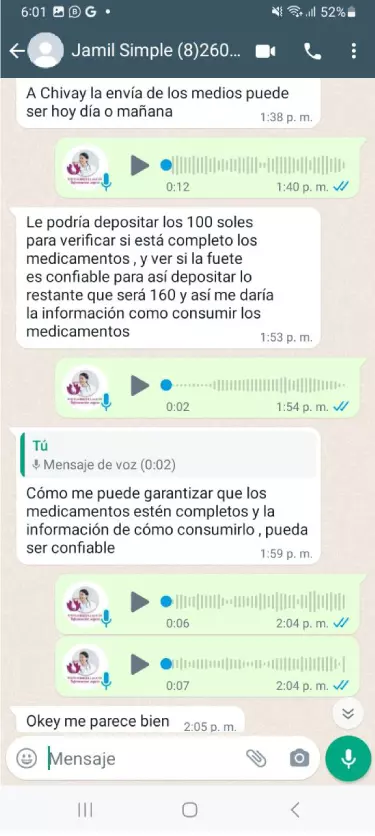 6:01
52%
Jamil Simple (8)260...
A Chivay la envía de los medios puede
ser hoy día o mañana
1:38 p. m.
0:12
1:40 p. m.
Le podría depositar los 100 soles
para verificar si está completo los
medicamentos , y ver si la fuete
es confiable para así depositar lo
restante que será 160 y así me daría
la información como consumir los
medicamentos
1:53 p. m.
0:02
1:54 p. m.
Tú
Mensaje de voz (0:02)
Cómo me puede garantizar que los
medicamentos estén completos y la
información de cómo consumirlo , pueda
ser confiable
1:59 p. m.
0:06
2:04 p. m.
0:07
2:04 p. m.
Okey me parece bien
2:05 p. m.
Mensaje